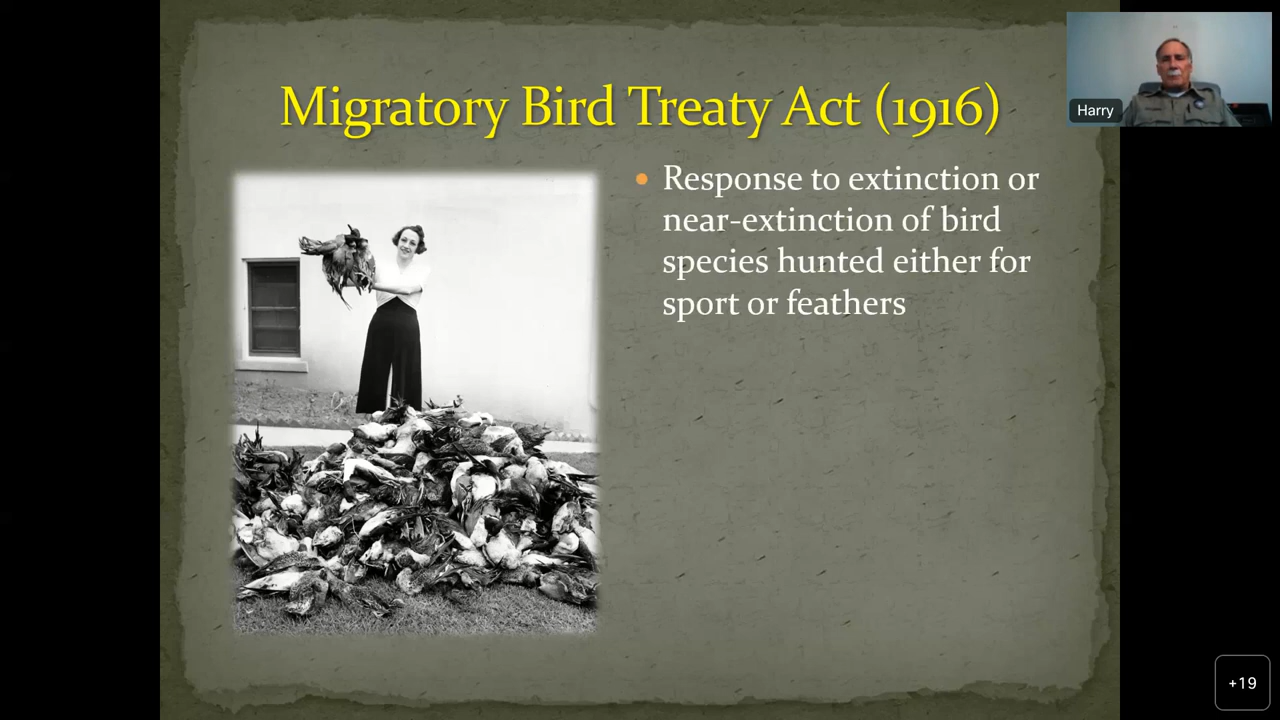 Migratory Bird Treaty Act (1916)
Harry
Response to extinction or
near-extinction of bird
species hunted either for
sport or feathers
+19